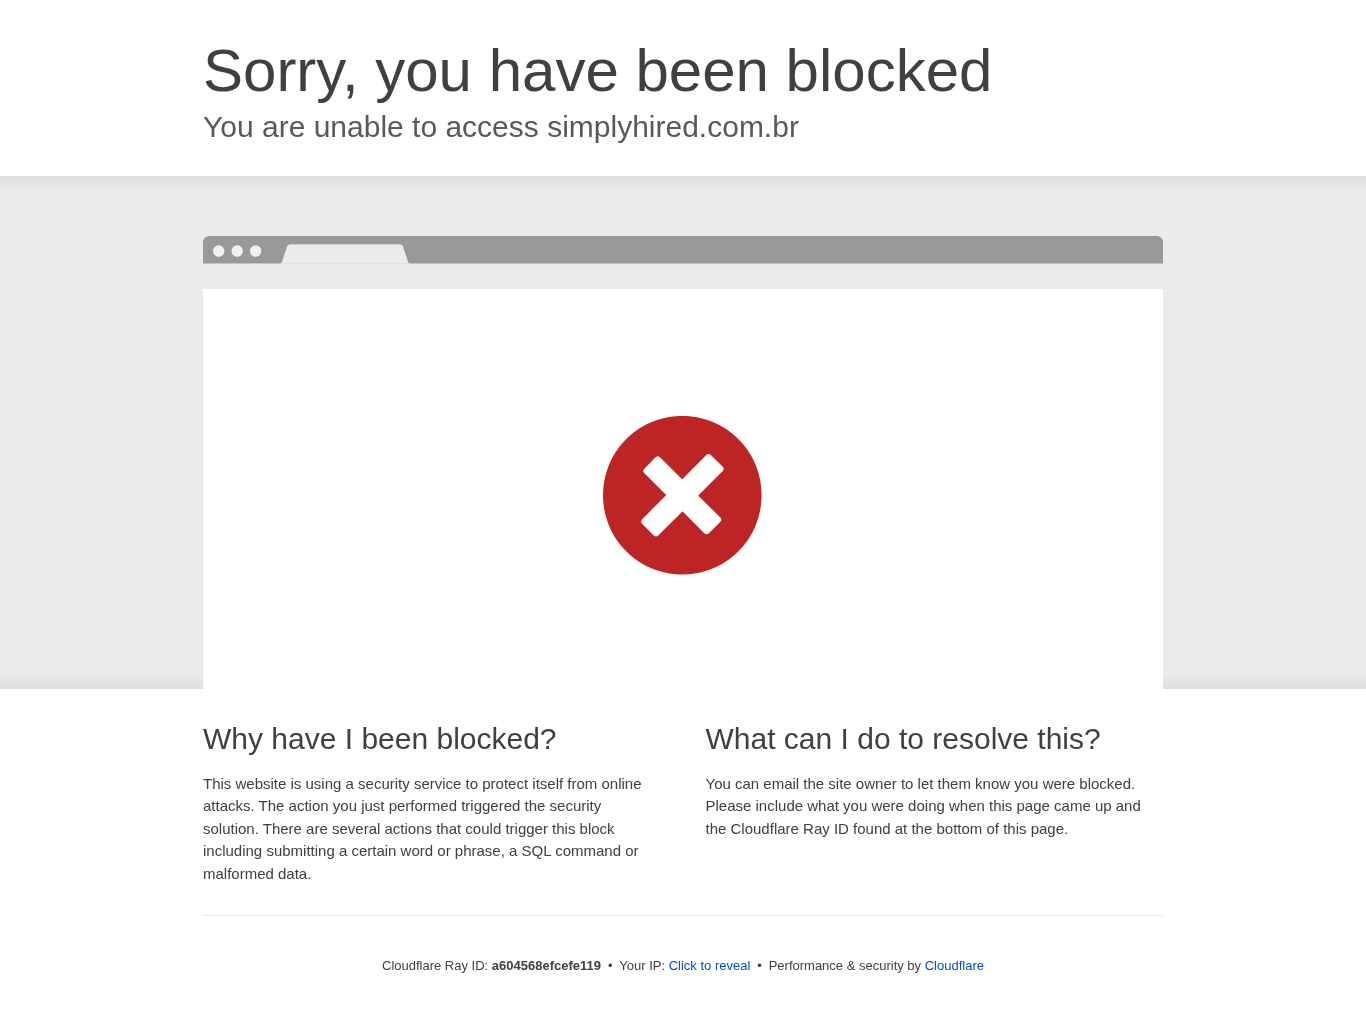 Sorry, you have been blocked
You are unable to access simplyhired.com.br
Why have I been blocked?
This website is using a security service to protect itself from online
attacks. The action you just performed triggered the security
solution. There are several actions that could trigger this block
including submitting a certain word or phrase, a SQL command or
malformed data.
What can I do to resolve this?
You can email the site owner to let them know you were blocked.
Please include what you were doing when this page came up and
the Cloudflare Ray ID found at the bottom of this page.
Cloudflare Ray ID: a604568efcefe119 • Your IP: Click to reveal • Performance & security by Cloudflare